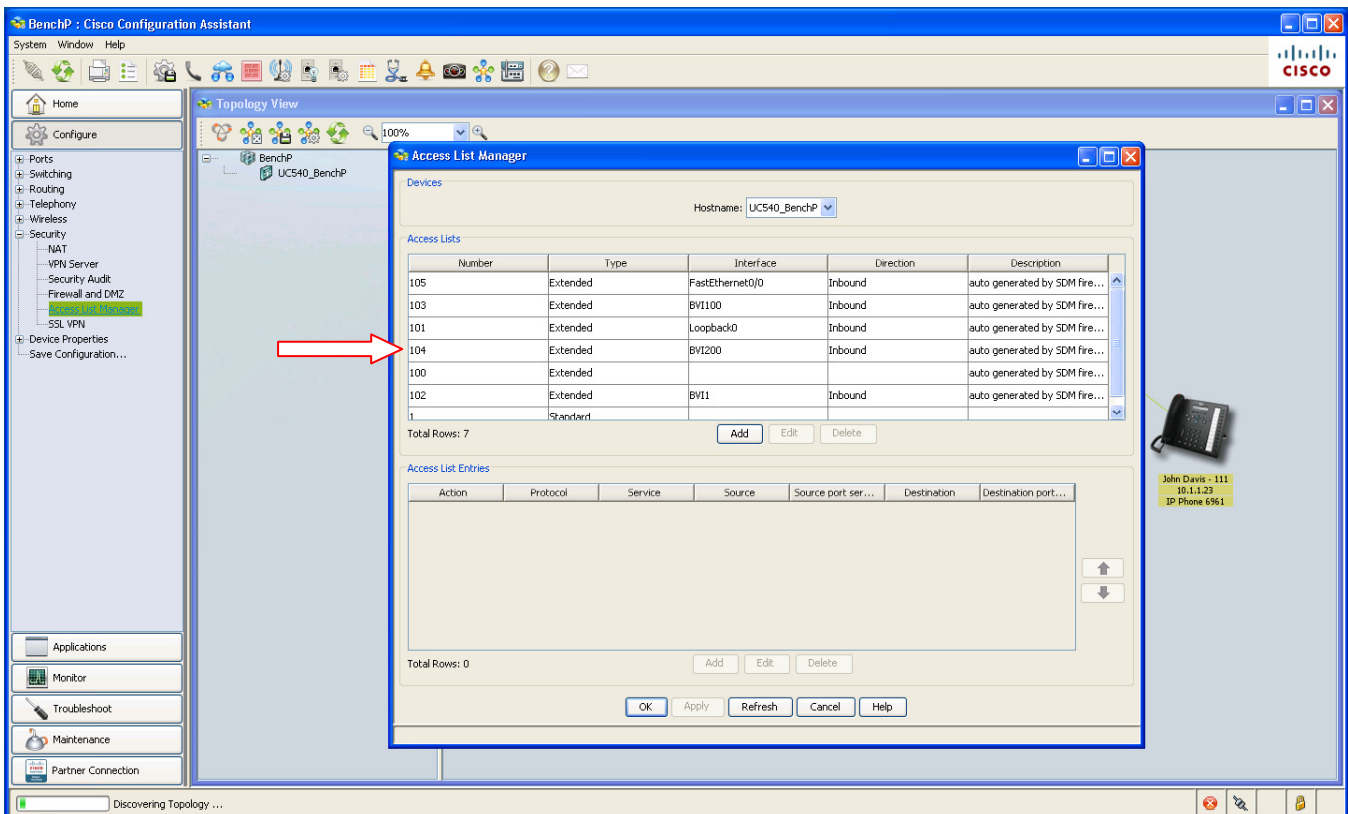 BenchP : Cisco Configuration Assistant
System Window Help
CISCO
Home
Configure
Ports
Switching
Routing
Telephony
Wireless
Security
NAT
VPN Server
Security Audit
Firewall and DMZ
Access List Manager
SSL VPN
Device Properties
Save Configuration...
Applications
Monitor
Troubleshoot
Maintenance
Partner Connection
Topology View
100%
BenchP
UC540_BenchP
Access List Manager
Devices
Hostname: UC540_BenchP
Access Lists
Number Type Interface Direction Description
105 Extended FastEthernet0/0 Inbound auto generated by SDM fire...
103 Extended BVI100 Inbound auto generated by SDM fire...
101 Extended Loopback0 Inbound auto generated by SDM fire...
104 Extended BVI200 Inbound auto generated by SDM fire...
100 Extended auto generated by SDM fire...
102 Extended BVI1 Inbound auto generated by SDM fire...
1 Standard
Total Rows: 7 Add Edit Delete
Access List Entries
Action Protocol Service Source Source port ser... Destination Destination port...
Total Rows: 0 Add Edit Delete
OK Apply Refresh Cancel Help
John Davis - 111
10.1.1.23
IP Phone 6961
Discovering Topology ...